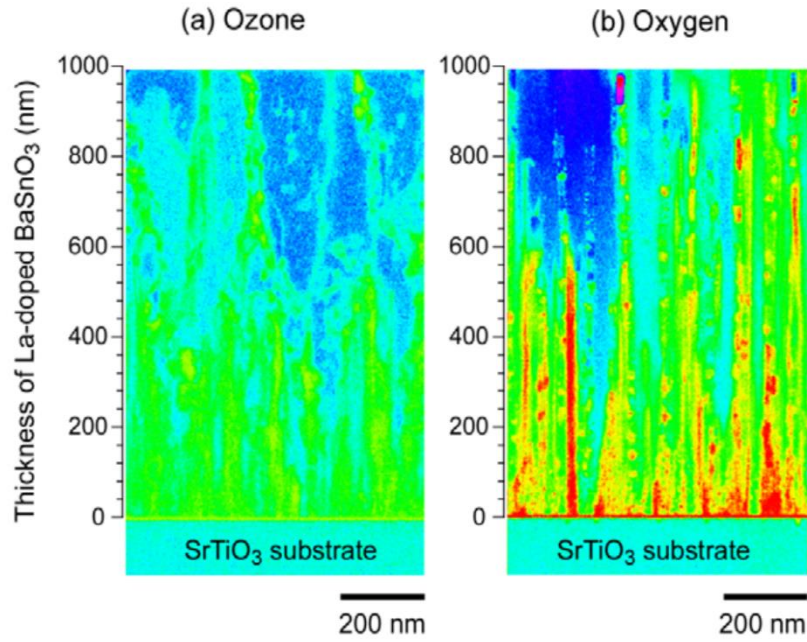 (a) Ozone
(b) Oxygen
Thickness of La-doped BaSnO3 (nm)
1000
800
600
400
200
0
SrTiO3 substrate
200 nm
1000
800
600
400
200
0
SrTiO3 substrate
200 nm